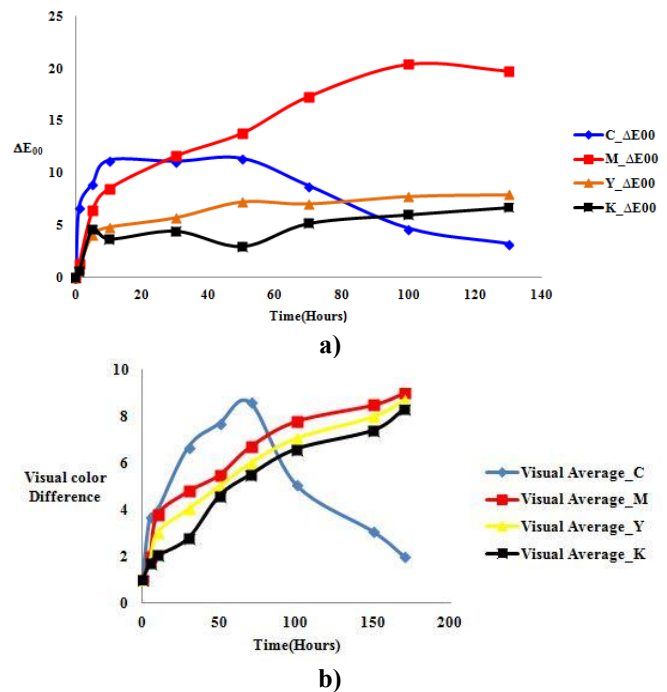 25
20
15
ΔE00
10
5
0
0 20 40 60 80 100 120 140
Time(Hours)
C_ΔE00
M_ΔE00
Y_ΔE00
K_ΔE00
a)
10
8
6
Visual color
Difference
4
2
0
0 50 100 150 200
Time(Hours)
Visual Average_C
Visual Average_M
Visual Average_Y
Visual Average_K
b)